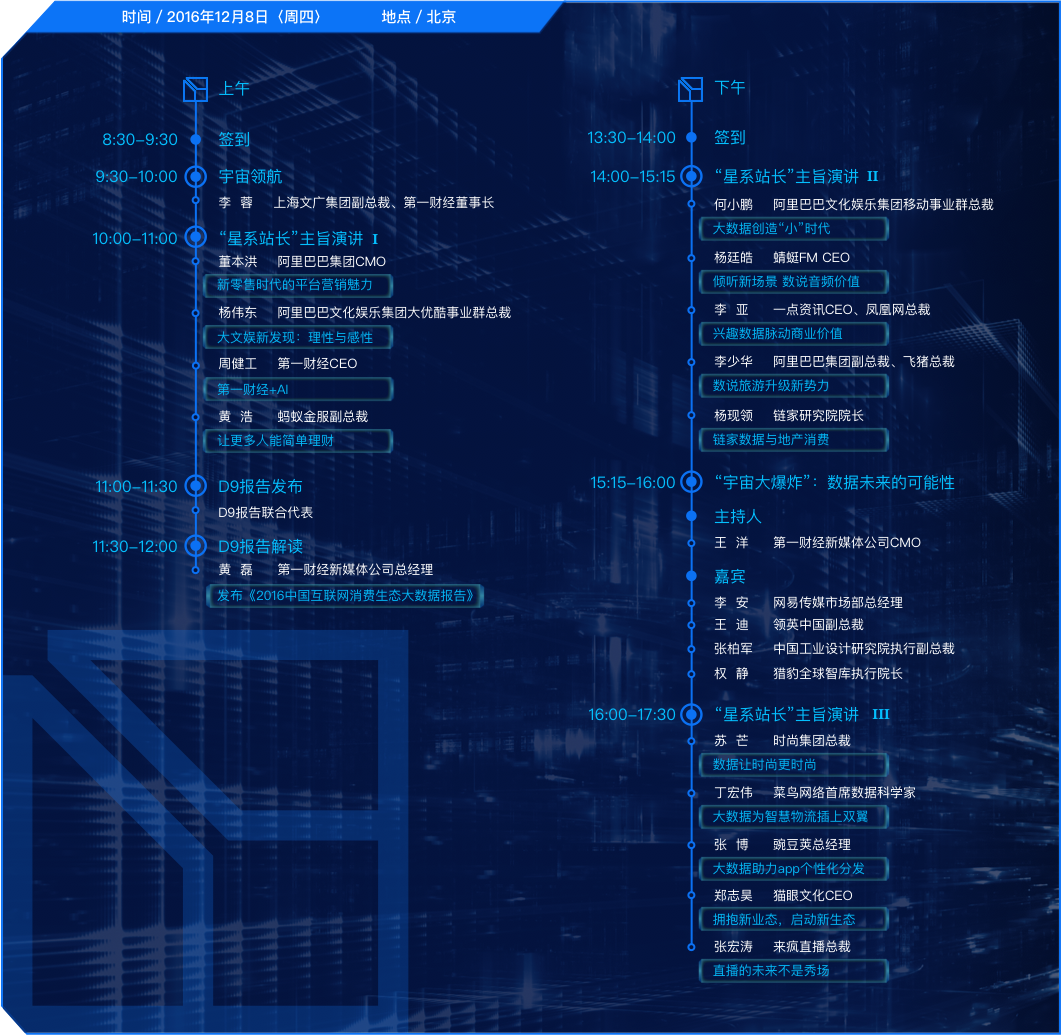 时间 / 2016年12月8日（周四） 地点 / 北京
上午
8:30-9:30 签到
9:30-10:00 宇宙领航
李 蓉 上海文广集团副总裁、第一财经董事长
10:00-11:00 “星系站长”主旨演讲 I
董本洪 阿里巴巴集团CMO
新零售时代的平台营销魅力
杨伟东 阿里巴巴文化娱乐集团大优酷事业群总裁
大文娱新发现：理性与感性
周健工 第一财经CEO
第一财经+AI
黄 浩 蚂蚁金服副总裁
让更多人能简单理财
11:00-11:30 D9报告发布
D9报告联合代表
11:30-12:00 D9报告解读
黄 磊 第一财经新媒体公司总经理
发布《2016中国互联网消费生态大数据报告》
下午
13:30-14:00 签到
14:00-15:15 “星系站长”主旨演讲 II
何小鹏 阿里巴巴文化娱乐集团移动事业群总裁
大数据创造“小”时代
杨廷皓 蜻蜓FM CEO
倾听新场景 数说音频价值
李 亚 一点资讯CEO、凤凰网总裁
兴趣数据脉动商业价值
李少华 阿里巴巴集团副总裁、飞猪总裁
数说旅游升级新势力
杨现领 链家研究院院长
链家数据与地产消费
15:15-16:00 “宇宙大爆炸”：数据未来的可能性
主持人
王 洋 第一财经新媒体公司CMO
嘉宾
李 安 网易传媒市场部总经理
王 迪 领英中国副总裁
张柏军 中国工业设计研究院执行副总裁
权 静 猎豹全球智库执行院长
16:00-17:30 “星系站长”主旨演讲 III
苏 芒 时尚集团总裁
数据让时尚更时尚
丁宏伟 菜鸟网络首席数据科学家
大数据为智慧物流插上双翼
张 博 豌豆荚总经理
大数据助力app个性化分发
郑志昊 猫眼文化CEO
拥抱新业态，启动新生态
张宏涛 来疯直播总裁
直播的未来不是秀场